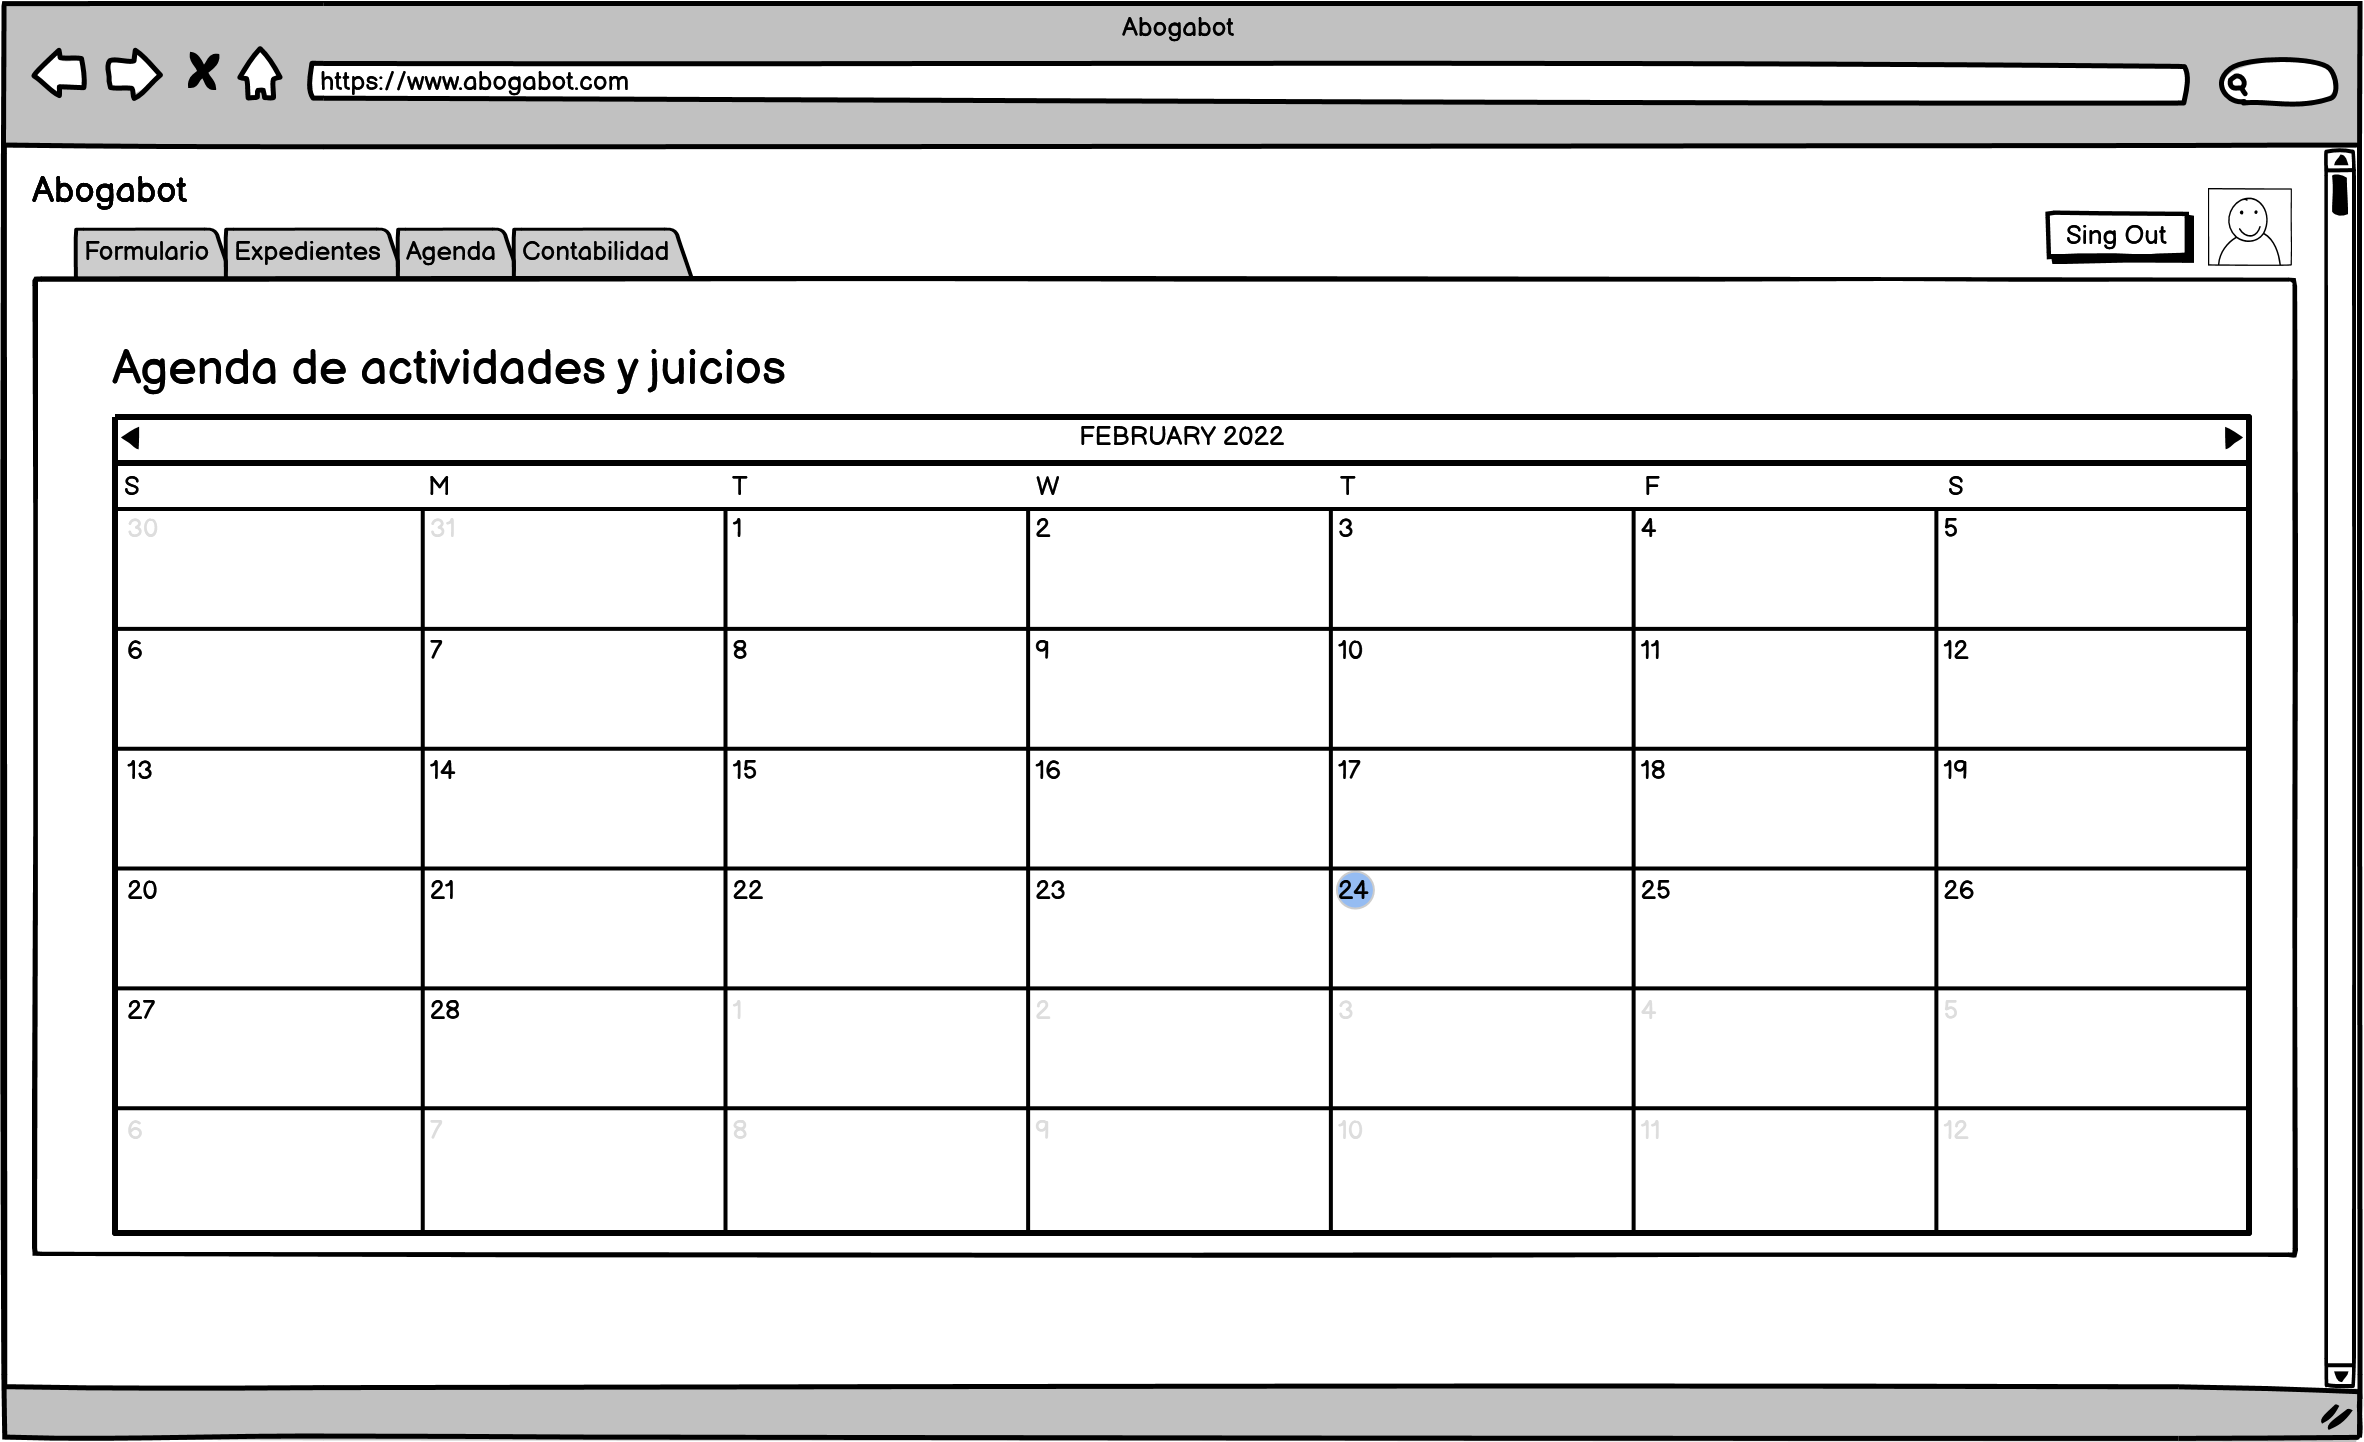 Abogabot
https://www.abogabot.com
Abogabot
Sing Out
Formulario Expedientes Agenda Contabilidad
Agenda de actividades y juicios
FEBRUARY 2022
S M T W T F S
30 31 1 2 3 4 5
6 7 8 9 10 11 12
13 14 15 16 17 18 19
20 21 22 23 24 25 26
27 28 1 2 3 4 5
6 7 8 9 10 11 12